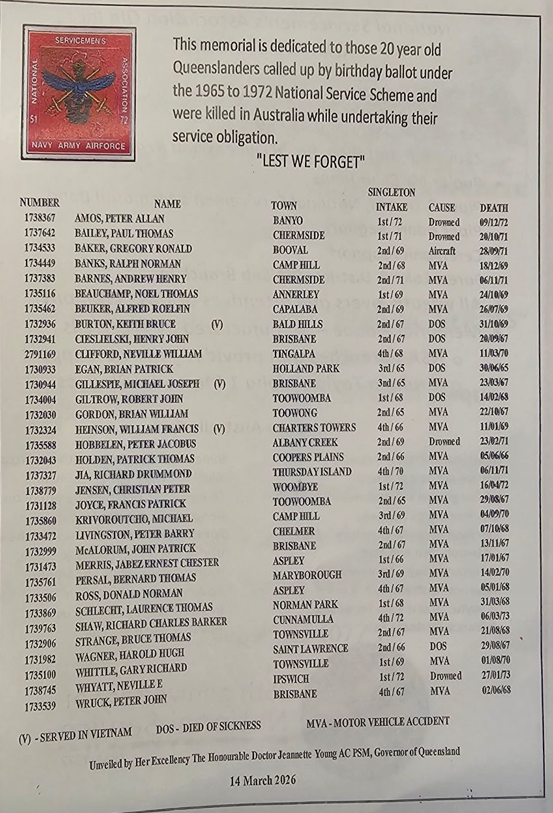 SERVICEMENS
NATIONAL
ASSOCIATION
51 72
NAVY ARMY AIRFORCE
This memorial is dedicated to those 20 year old
Queenslanders called up by birthday ballot under
the 1965 to 1972 National Service Scheme and
were killed in Australia while undertaking their
service obligation.
"LEST WE FORGET"
SINGLETON
NUMBER NAME TOWN INTAKE CAUSE DEATH
1738367 AMOS, PETER ALLAN BANYO 1st/72 Drowned 09/12/72
1737642 BAILEY, PAUL THOMAS CHERMSIDE 1st/71 Drowned 20/10/71
1734533 BAKER, GREGORY RONALD BOOVAL 2nd/69 Aircraft 28/09/71
1734449 BANKS, RALPH NORMAN CAMP HILL 2nd/68 MVA 18/12/69
1737383 BARNES, ANDREW HENRY CHERMSIDE 2nd/71 MVA 06/11/71
1735116 BEAUCHAMP, NOEL THOMAS ANNERLEY 1st/69 MVA 24/10/69
1735462 BEUKER, ALFRED ROELFIN CAPALABA 2nd/69 MVA 26/07/69
1732936 BURTON, KEITH BRUCE (V) BALD HILLS 2nd/67 DOS 31/10/69
1732941 CIESLIELSKI, HENRY JOHN BRISBANE 2nd/67 DOS 20/09/67
2791169 CLIFFORD, NEVILLE WILLIAM TINGALPA 4th/68 MVA 11/03/70
1730933 EGAN, BRIAN PATRICK HOLLAND PARK 3rd/65 DOS 30/06/65
1730944 GILLESPIE, MICHAEL JOSEPH (V) BRISBANE 3rd/65 MVA 23/03/67
1734004 GILTROW, ROBERT JOHN TOOWOOMBA 1st/68 DOS 14/02/68
1732030 GORDON, BRIAN WILLIAM TOOWONG 2nd/65 MVA 22/10/67
1732324 HEINSON, WILLIAM FRANCIS (V) CHARTERS TOWERS 4th/66 MVA 11/01/69
1735588 HOBBELEN, PETER JACOBUS ALBANY CREEK 2nd/69 Drowned 23/02/71
1732043 HOLDEN, PATRICK THOMAS COOPERS PLAINS 2nd/66 MVA 05/06/66
1737327 JIA, RICHARD DRUMMOND THURSDAY ISLAND 4th/70 MVA 06/11/71
1738779 JENSEN, CHRISTIAN PETER WOOMBYE 1st/72 MVA 16/04/72
1731128 JOYCE, FRANCIS PATRICK TOOWOOMBA 2nd/65 MVA 29/08/67
1735860 KRIVOROUTCHO, MICHAEL CAMP HILL 3rd/69 MVA 04/09/70
1733472 LIVINGSTON, PETER BARRY CHELMER 4th/67 MVA 07/10/68
1732999 McALORUM, JOHN PATRICK BRISBANE 2nd/67 MVA 13/11/67
1731473 MERRIS, JABEZ ERNEST CHESTER ASPLEY 1st/66 MVA 17/01/67
1735761 PERSAL, BERNARD THOMAS MARYBOROUGH 3rd/69 MVA 14/02/70
1733506 ROSS, DONALD NORMAN ASPLEY 4th/67 MVA 05/01/68
1733869 SCHLECHT, LAURENCE THOMAS NORMAN PARK 1st/68 MVA 31/03/68
1739763 SHAW, RICHARD CHARLES BARKER CUNNAMULLA 4th/72 MVA 06/03/73
1732906 STRANGE, BRUCE THOMAS TOWNSVILLE 2nd/67 MVA 21/08/68
1731982 WAGNER, HAROLD HUGH SAINT LAWRENCE 2nd/66 DOS 29/08/67
1735100 WHITTLE, GARY RICHARD TOWNSVILLE 1st/69 MVA 01/08/70
1738745 WHYATT, NEVILLE E IPSWICH 1st/72 Drowned 27/01/73
1733539 WRUCK, PETER JOHN BRISBANE 4th/67 MVA 02/06/68
(V) - SERVED IN VIETNAM DOS - DIED OF SICKNESS MVA - MOTOR VEHICLE ACCIDENT
Unveiled by Her Excellency The Honourable Doctor Jeannette Young AC PSM, Governor of Queensland
14 March 2026